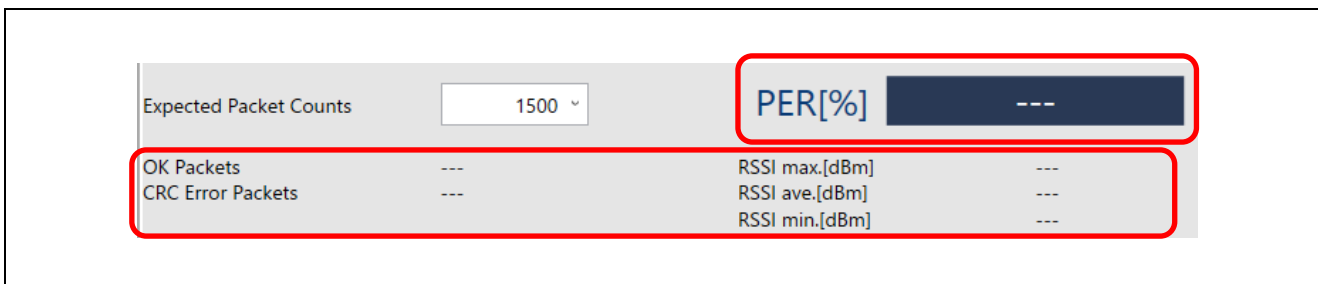 Expected Packet Counts 1500 PER[%] ---
OK Packets --- RSSI max.[dBm] ---
CRC Error Packets --- RSSI ave.[dBm] ---
RSSI min.[dBm] ---